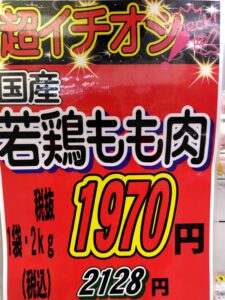 超イチオシ
国産
若鶏もも肉
税抜
1袋・2kg
1970円
(税込)
2128円